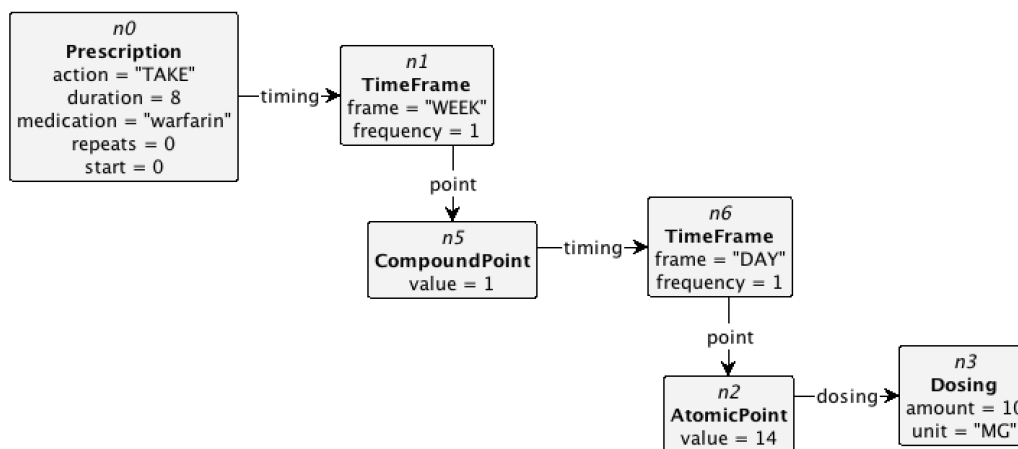 n0
Prescription
action = "TAKE"
duration = 8
medication = "warfarin"
repeats = 0
start = 0
timing
n1
TimeFrame
frame = "WEEK"
frequency = 1
point
n5
CompoundPoint
value = 1
timing
n6
TimeFrame
frame = "DAY"
frequency = 1
point
n2
AtomicPoint
value = 14
dosing
n3
Dosing
amount = 10
unit = "MG"